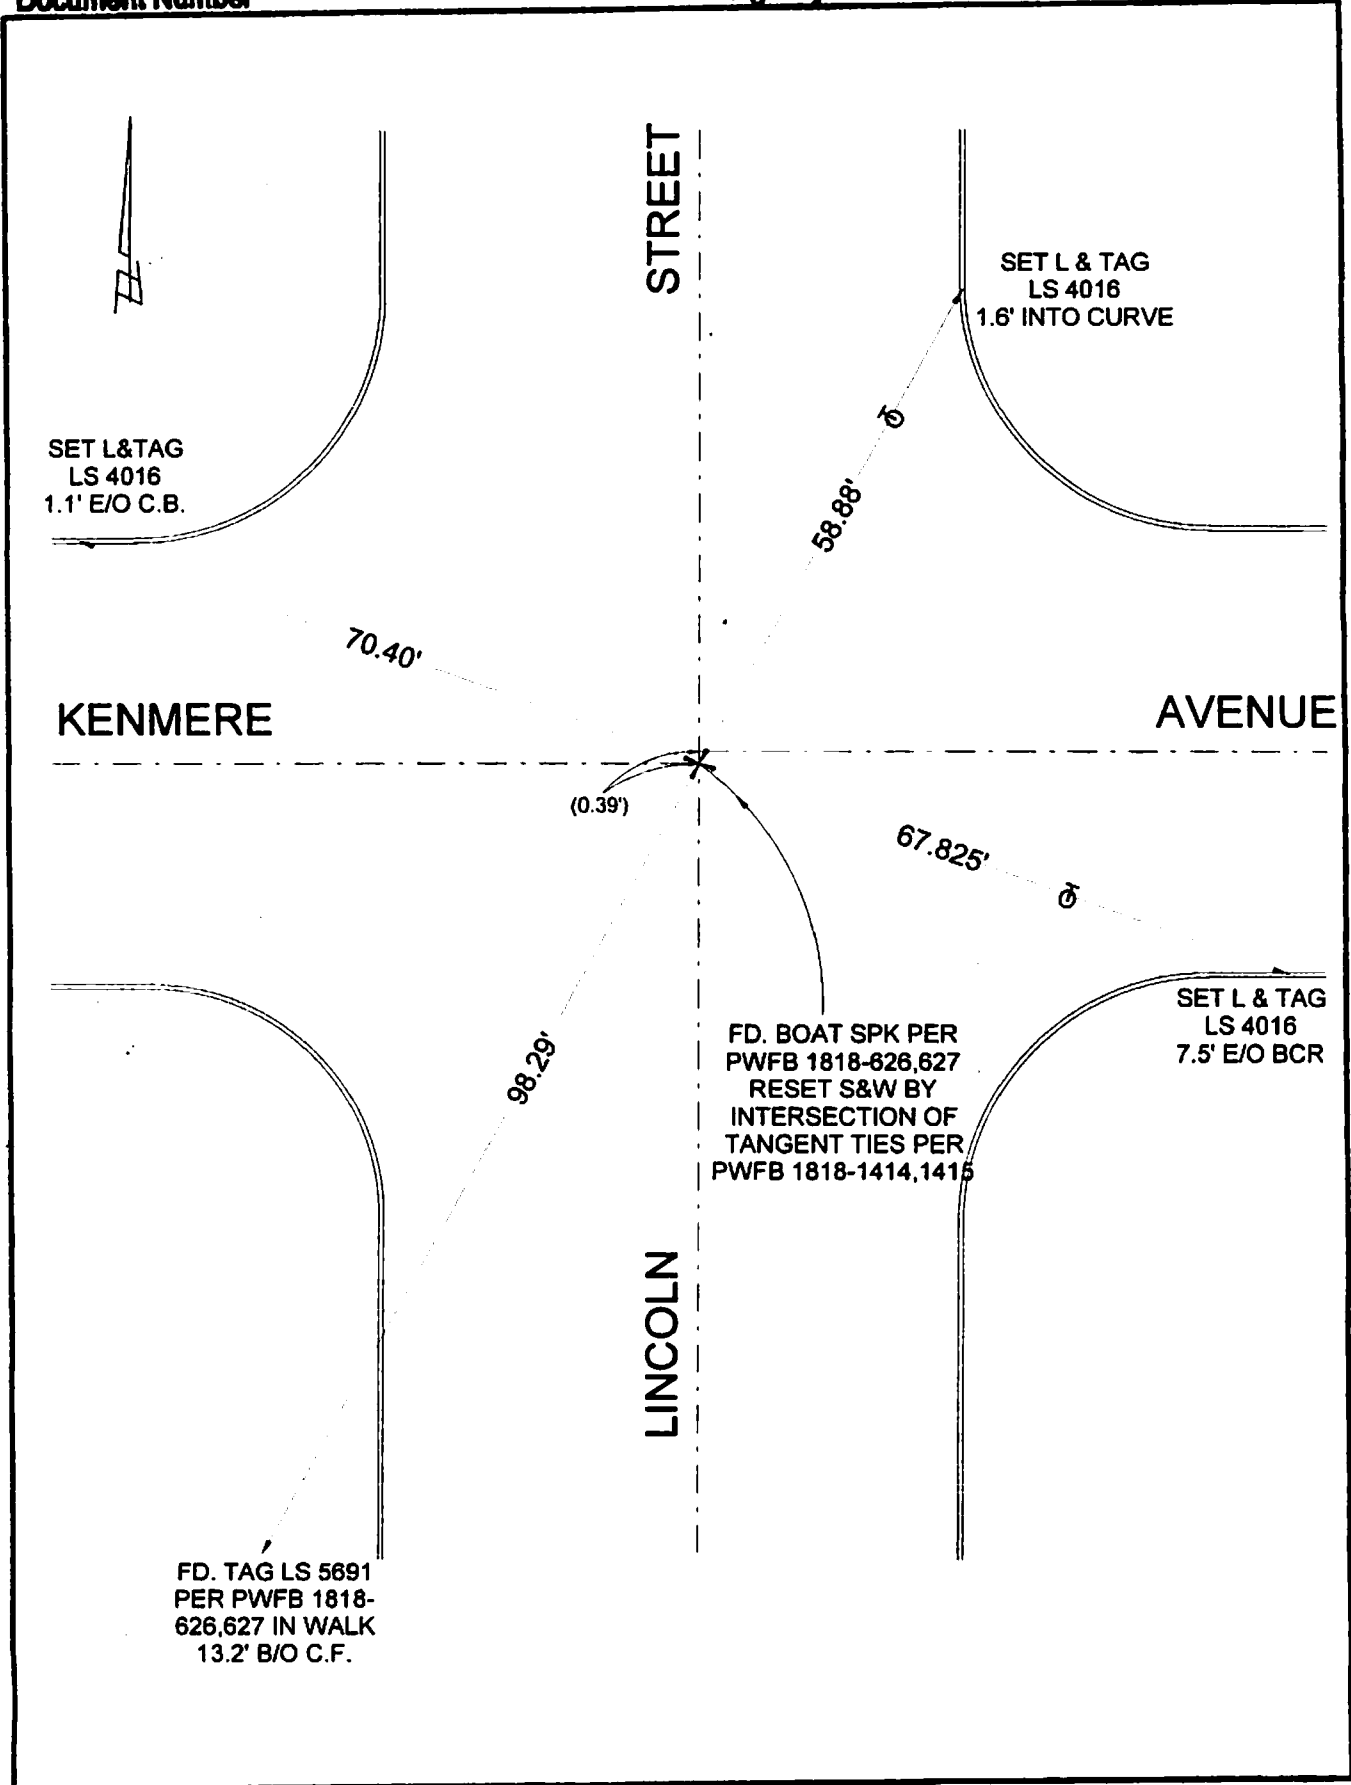 Document Number
STREET
SET L & TAG
LS 4016
1.6' INTO CURVE
SET L&TAG
LS 4016
1.1' E/O C.B.
58.88'
70.40'
KENMERE
AVENUE
(0.39')
67.825'
SET L & TAG
LS 4016
7.5' E/O BCR
FD. BOAT SPK PER
PWFB 1818-626,627
RESET S&W BY
INTERSECTION OF
TANGENT TIES PER
PWFB 1818-1414,1415
98.29'
LINCOLN
FD. TAG LS 5691
PER PWFB 1818-
626,627 IN WALK
13.2' B/O C.F.